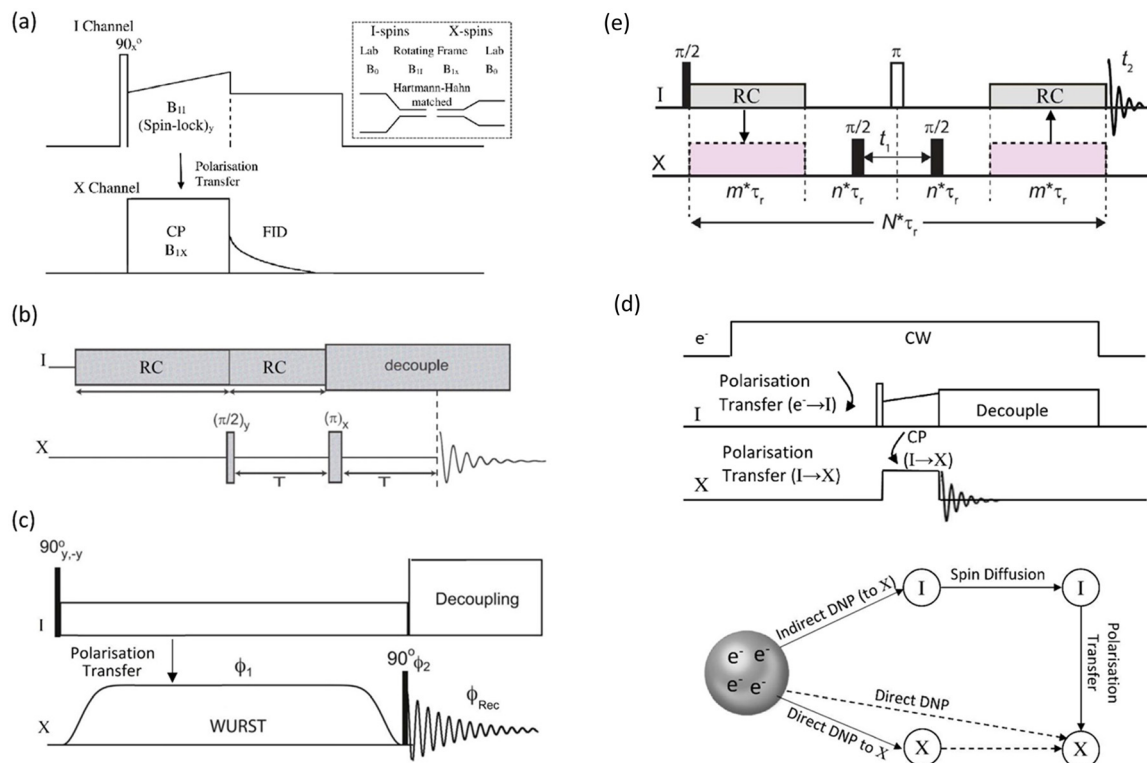 (a)
I Channel
90ₓ°
B₁I
(Spin-lock)y
Polarisation
Transfer
X Channel
CP
B₁X
FID
I-spins X-spins
Lab Rotating Frame Lab
B₀ B₁I B₁ₓ B₀
Hartmann-Hahn
matched
(b)
I RC RC decouple
(π/2)y (π)x
X
T T
(c)
90°y,-y
Decoupling
I
Polarisation
Transfer
ϕ₁
90°ϕ2
ϕRec
X
WURST
(e)
π/2 π t₂
I RC RC
π/2 t₁ π/2
X
m*τr n*τr n*τr m*τr
N*τr
(d)
e⁻ CW
Polarisation
Transfer (e⁻→I)
I
Decouple
CP
(I→X)
Polarisation
Transfer (I→X)
X
Indirect DNP (to X)
I Spin Diffusion I
Polarisation
Transfer
e⁻ e⁻
e⁻ e⁻
Direct DNP
Direct DNP to X
X X